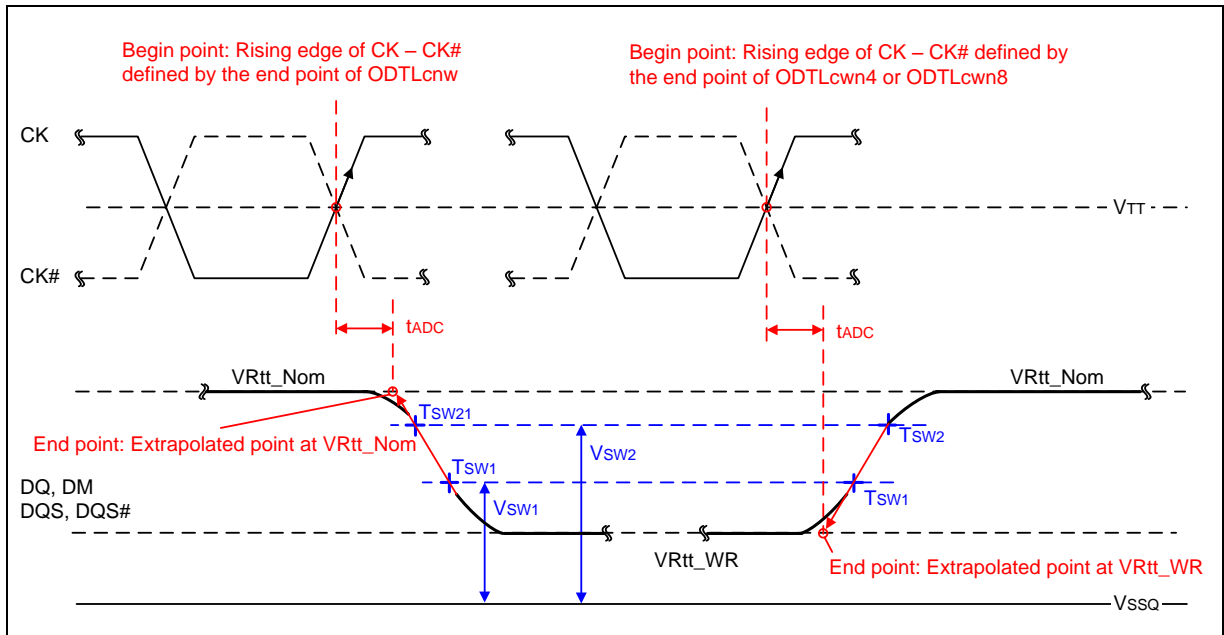 Begin point: Rising edge of CK – CK#
defined by the end point of ODTLcnw
Begin point: Rising edge of CK – CK# defined by
the end point of ODTLcwn4 or ODTLcwn8
CK
VTT
CK#
tADC
tADC
VRtt_Nom
VRtt_Nom
TSW21
End point: Extrapolated point at VRtt_Nom
TSW2
VSW2
TSW1
DQ, DM
DQS, DQS#
VSW1
TSW1
VRtt_WR
End point: Extrapolated point at VRtt_WR
VSSQ